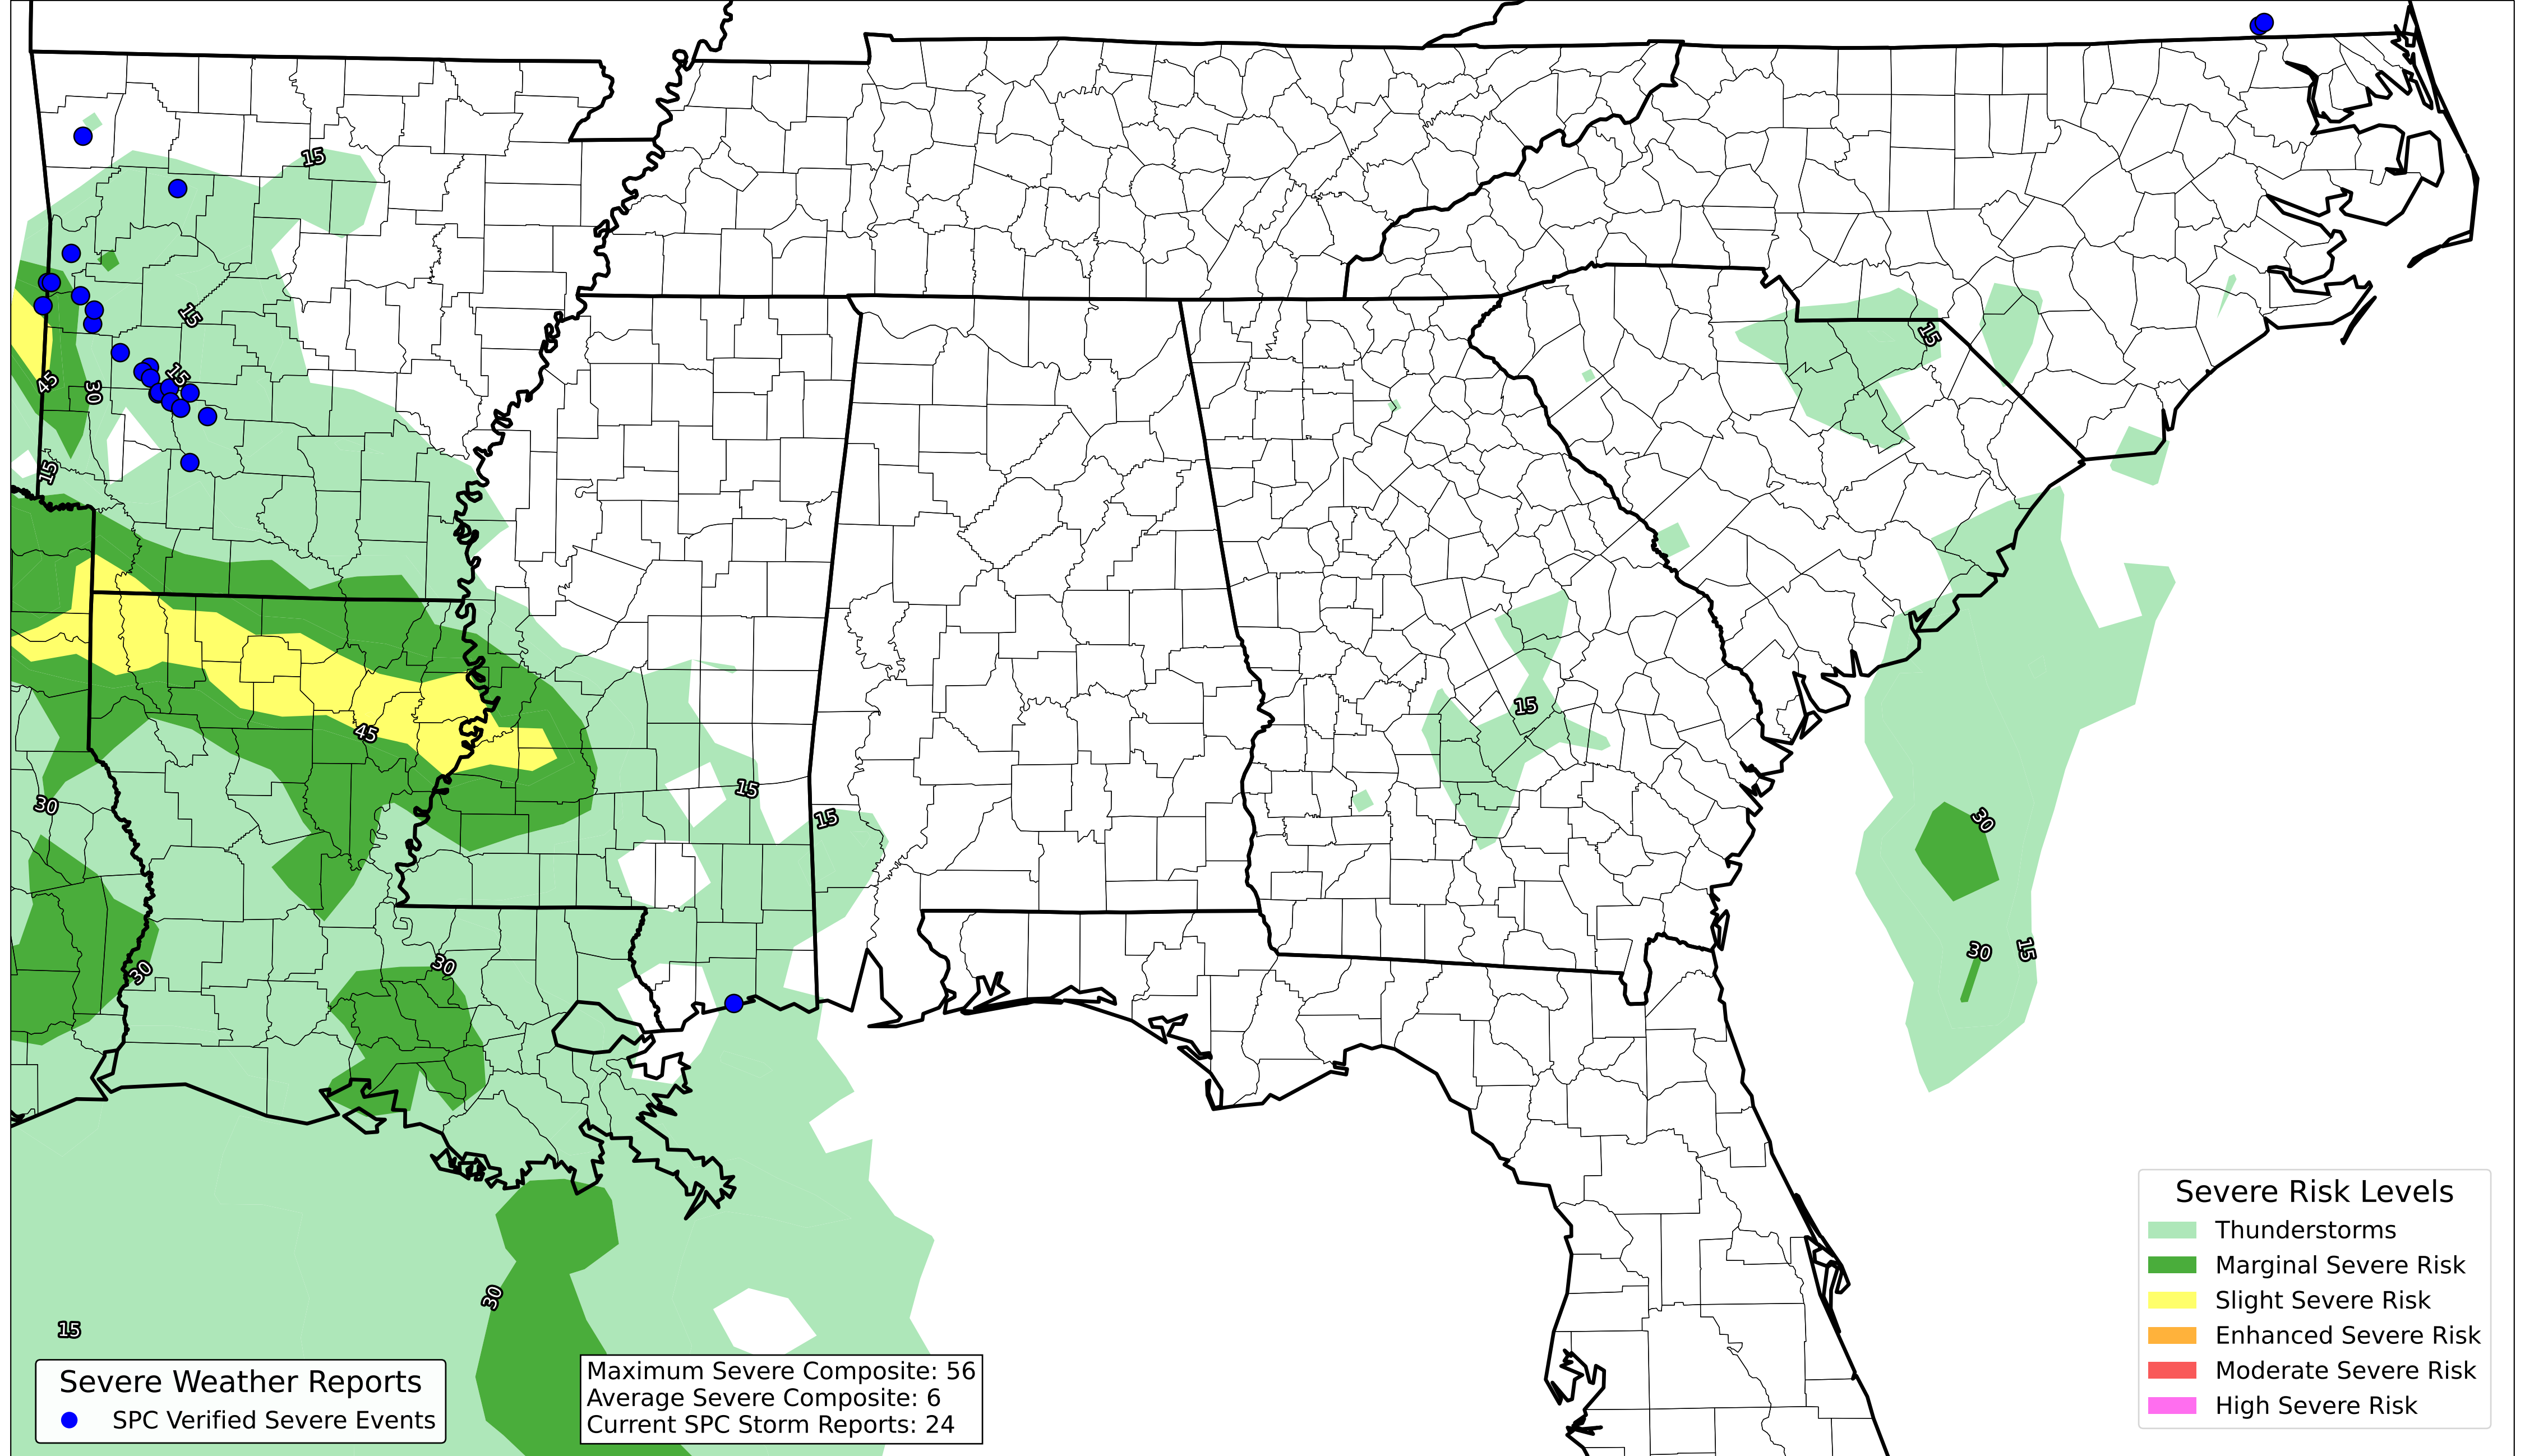 15
15
15
45
30
15
15
15
45
30
15
15
30
30
30
15
30
30
15
Severe Weather Reports
SPC Verified Severe Events
Maximum Severe Composite: 56
Average Severe Composite: 6
Current SPC Storm Reports: 24
Severe Risk Levels
Thunderstorms
Marginal Severe Risk
Slight Severe Risk
Enhanced Severe Risk
Moderate Severe Risk
High Severe Risk